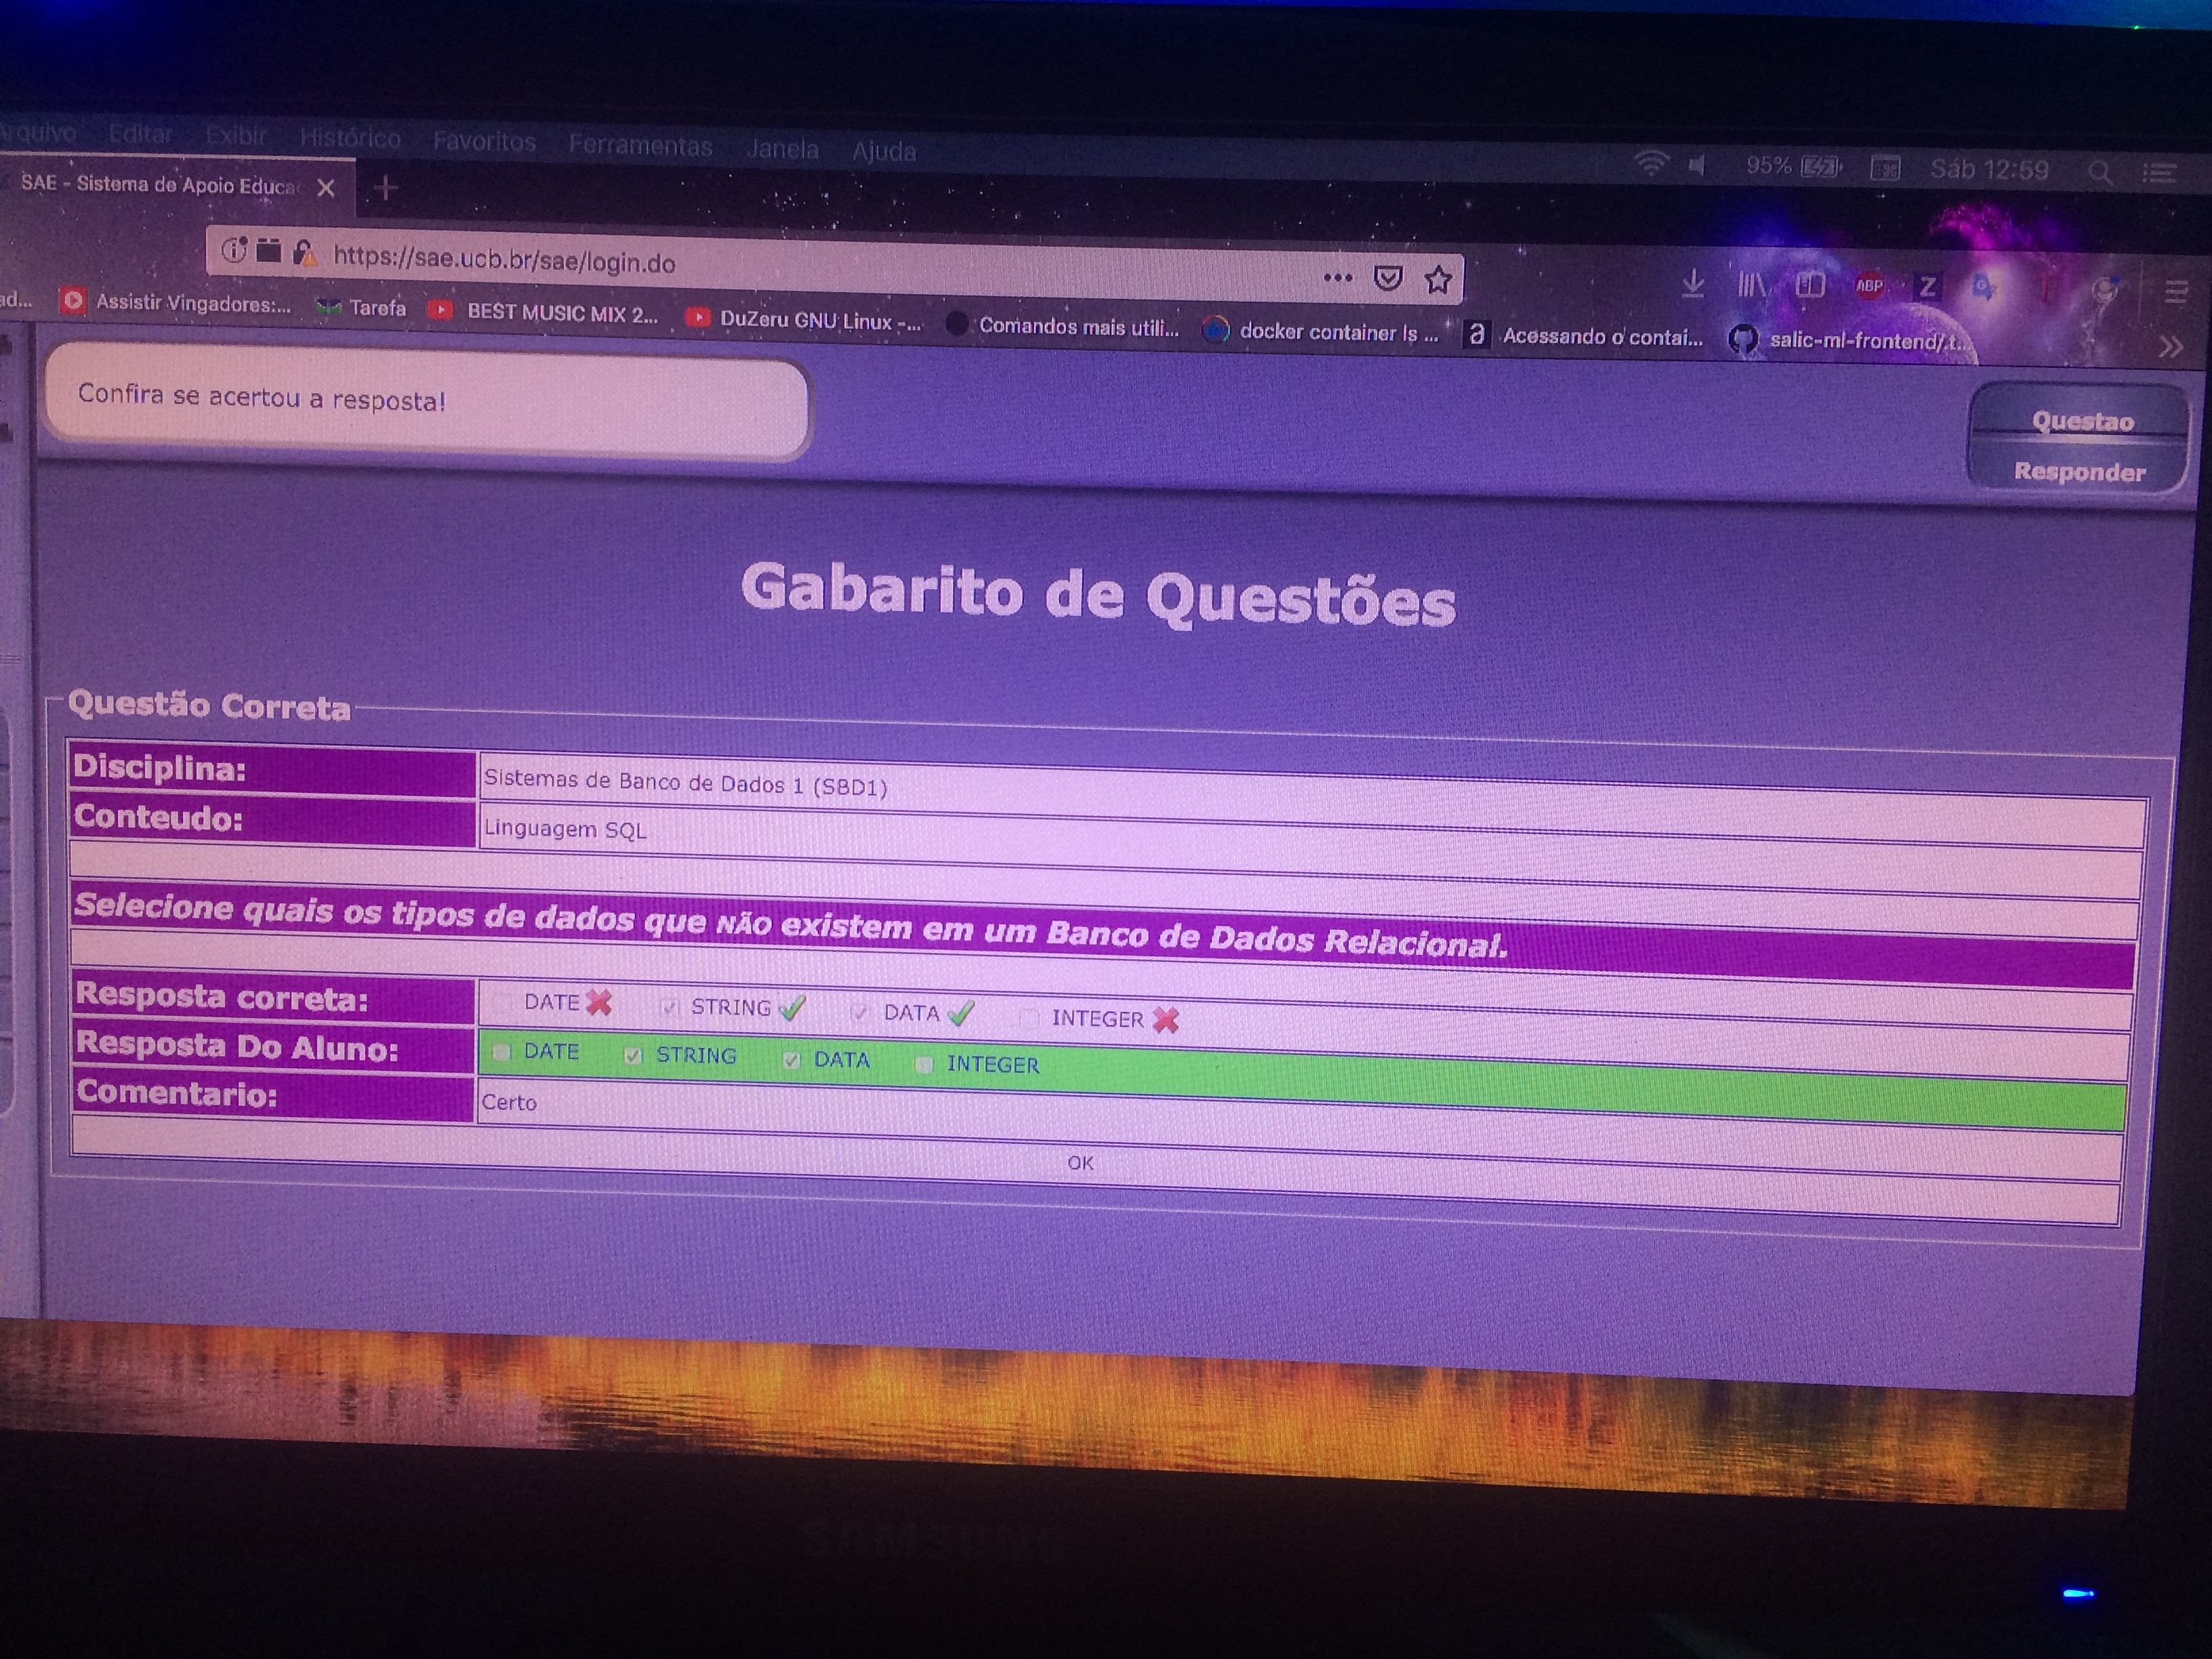 Arquivo Editar Exibir Histórico Favoritos Ferramentas Janela Ajuda
95% Sáb 12:59
SAE - Sistema de Apoio Educac
https://sae.ucb.br/sae/login.do
ABP Z
ad... Assistir Vingadores:... Tarefa BEST MUSIC MIX 2... DuZeru GNU Linux -... Comandos mais utili... docker container ls ... Acessando o contai... salic-ml-frontend/.t...
Confira se acertou a resposta!
Questao
Responder
Gabarito de Questões
Questão Correta
Disciplina: Sistemas de Banco de Dados 1 (SBD1)
Conteudo: Linguagem SQL
Selecione quais os tipos de dados que NÃO existem em um Banco de Dados Relacional.
Resposta correta: DATE STRING DATA INTEGER
Resposta Do Aluno: DATE STRING DATA INTEGER
Comentario: Certo
OK
SAMSUNG